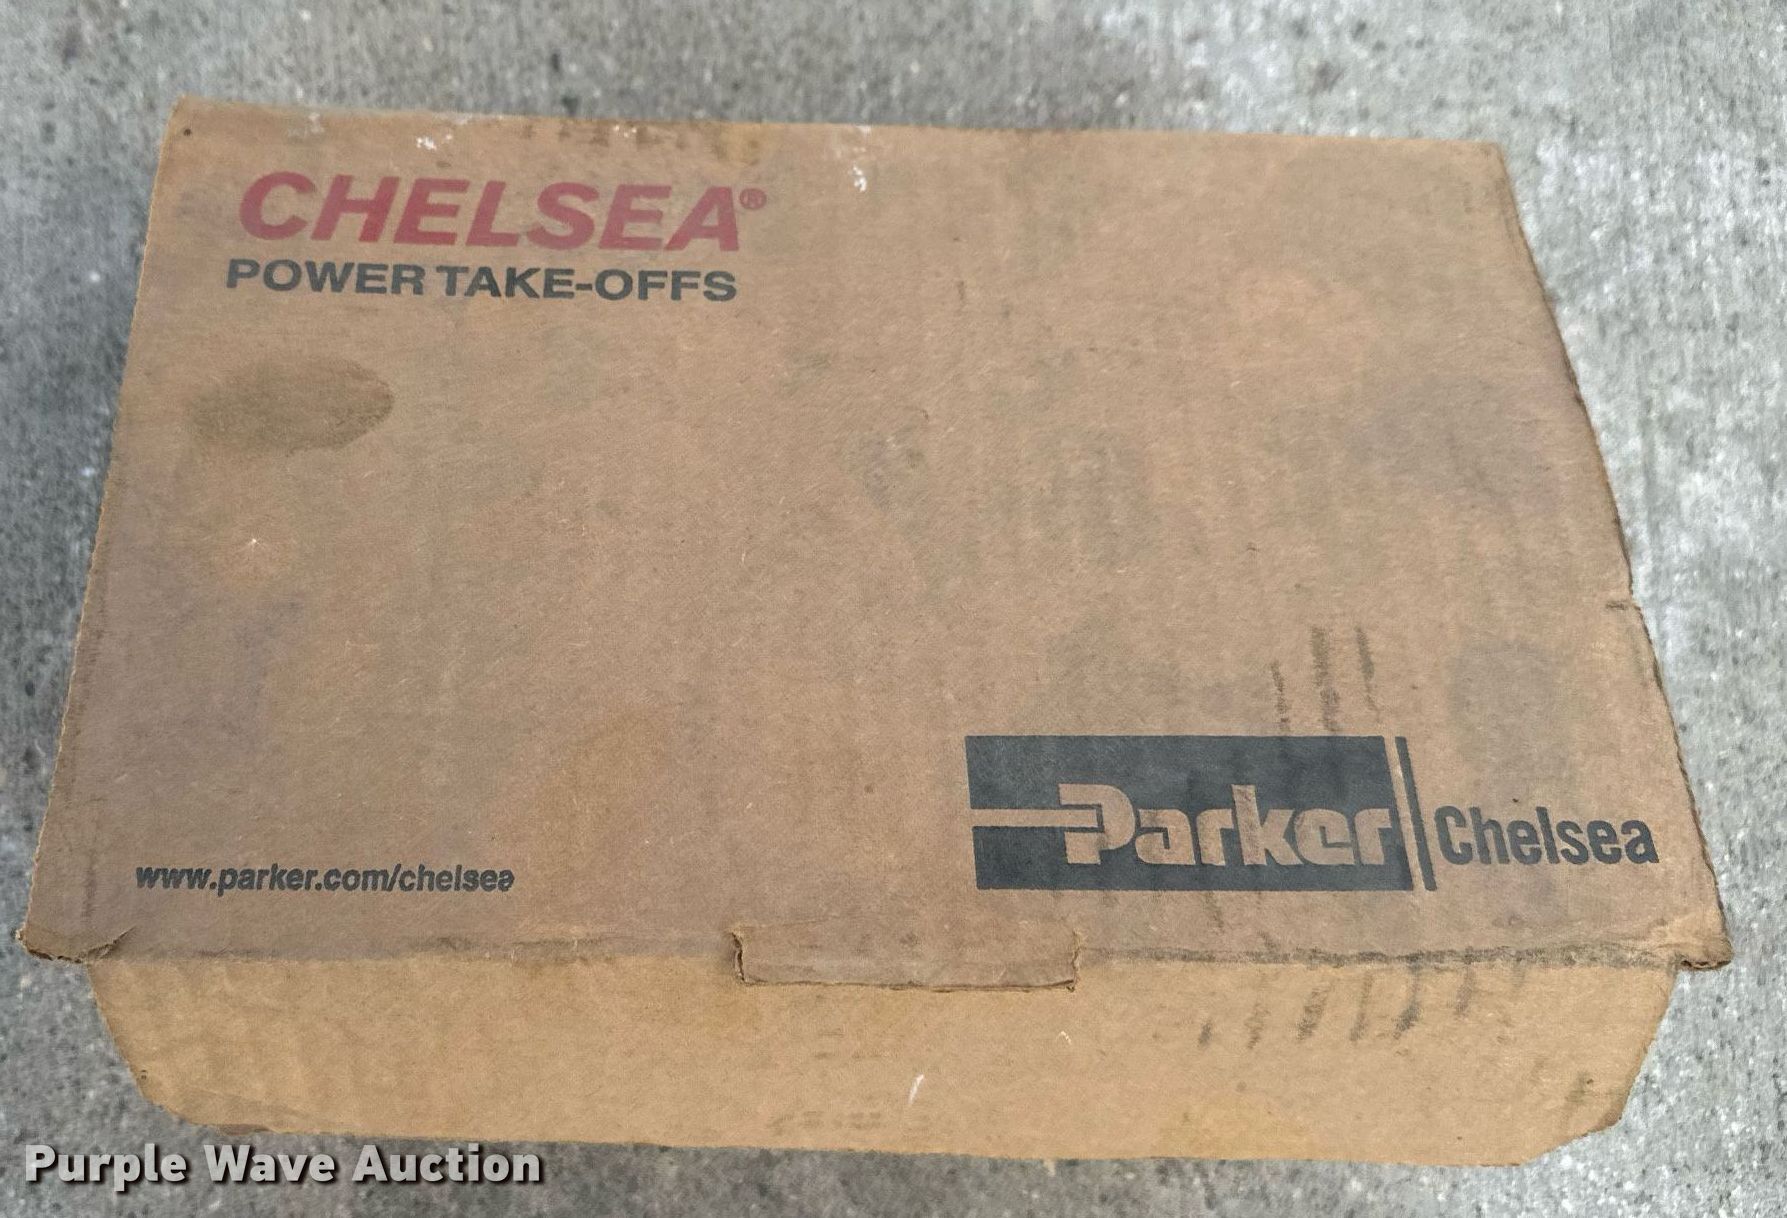 CHELSEA®
POWER TAKE-OFFS
www.parker.com/chelsea
Parker Chelsea
Purple Wave Auction